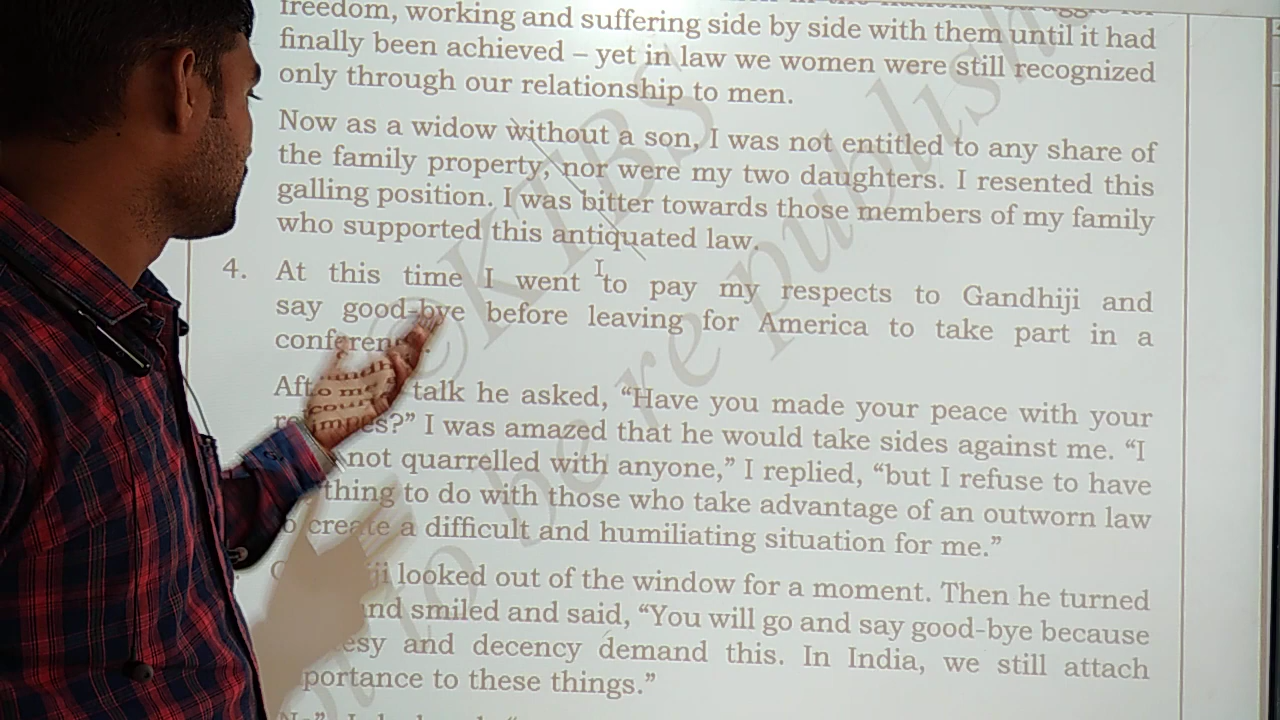 freedom, working and suffering side by side with them until it had
finally been achieved – yet in law we women were still recognized
only through our relationship to men.
Now as a widow without a son, I was not entitled to any share of
the family property, nor were my two daughters. I resented this
galling position. I was bitter towards those members of my family
who supported this antiquated law.
4. At this time I went to pay my respects to Gandhiji and
say good-bye before leaving for America to take part in a
conferen
Aft talk he asked, “Have you made your peace with your
es?” I was amazed that he would take sides against me. “I
not quarrelled with anyone,” I replied, “but I refuse to have
thing to do with those who take advantage of an outworn law
o create a difficult and humiliating situation for me.”
ji looked out of the window for a moment. Then he turned
nd smiled and said, “You will go and say good-bye because
esy and decency demand this. In India, we still attach
portance to these things.”
©KTBS
to be republish